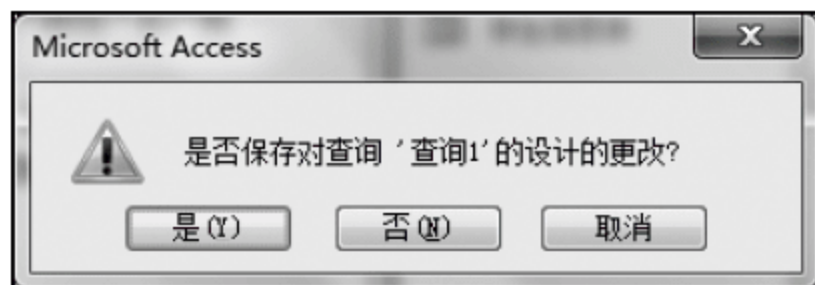 Microsoft Access
是否保存对查询 '查询1'的设计的更改?
是(Y)
否(N)
取消